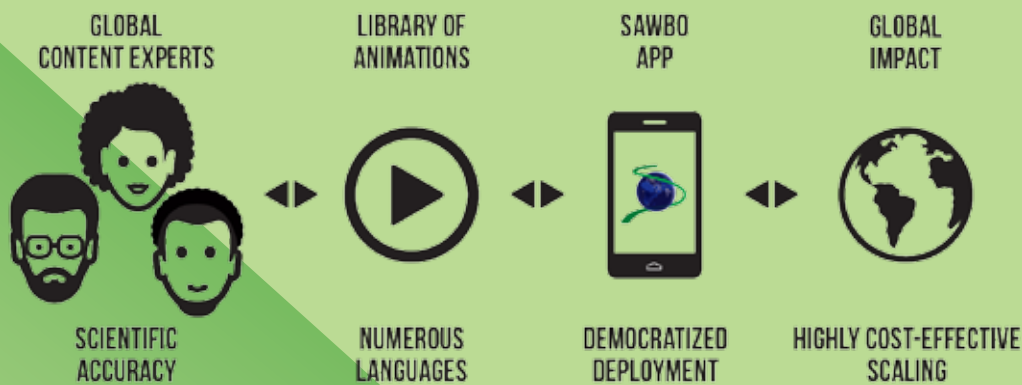 GLOBAL
CONTENT EXPERTS
LIBRARY OF
ANIMATIONS
SAWBO
APP
GLOBAL
IMPACT
SCIENTIFIC
ACCURACY
NUMEROUS
LANGUAGES
DEMOCRATIZED
DEPLOYMENT
HIGHLY COST-EFFECTIVE
SCALING